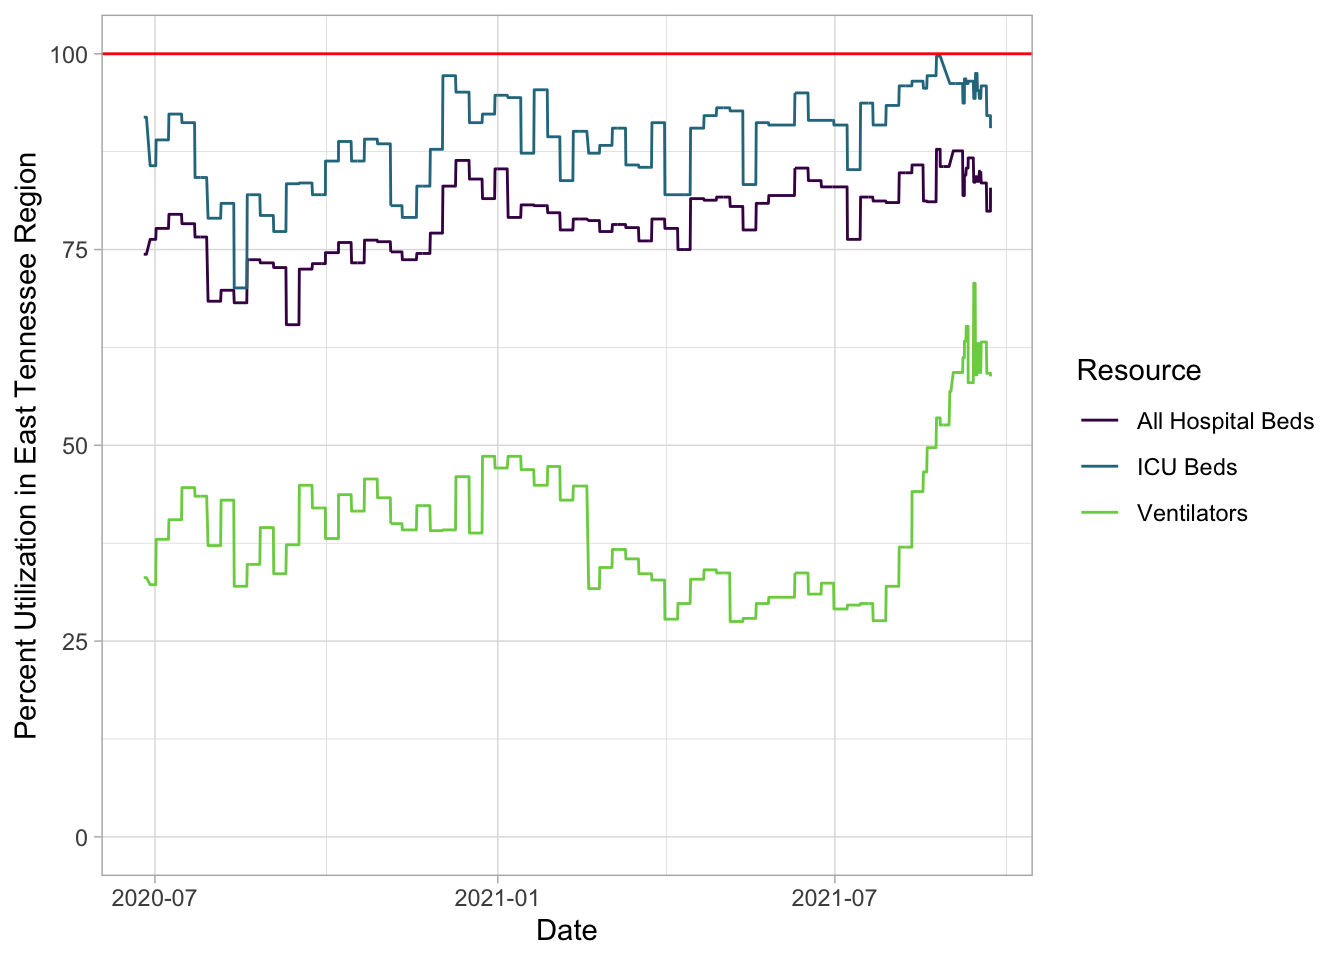 Percent Utilization in East Tennessee Region
100
75
50
25
0
2020-07
2021-01
2021-07
Date
Resource
All Hospital Beds
ICU Beds
Ventilators